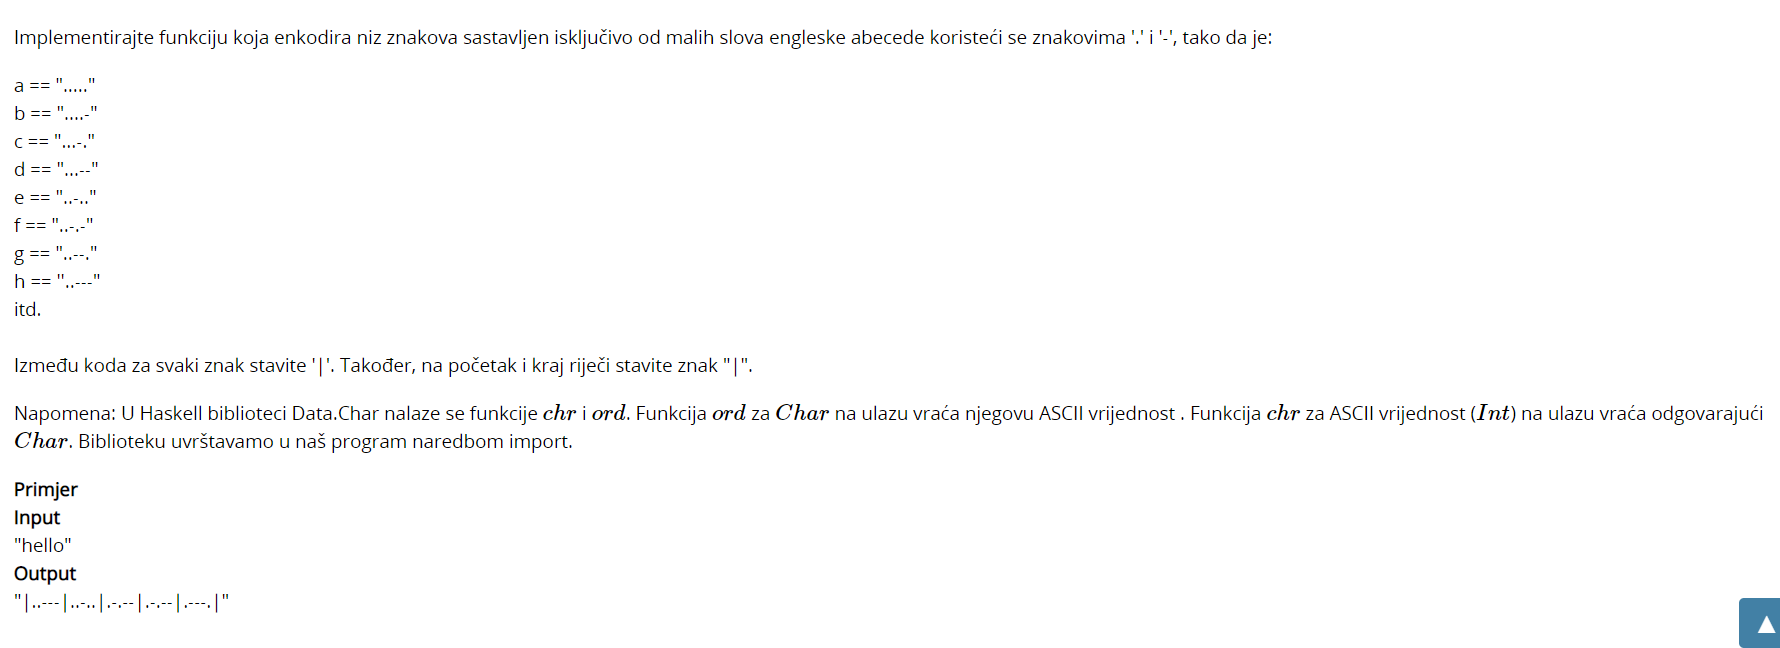 Implementirajte funkciju koja enkodira niz znakova sastavljen isključivo od malih slova engleske abecede koristeći se znakovima '.' i '-', tako da je:
a == "....."
b == "....-"
c == "...-."
d == "...--"
e == "..-.."
f == "..-.-"
g == "..--."
h == "..---"
itd.
Između koda za svaki znak stavite '|'. Također, na početak i kraj riječi stavite znak "|".
Napomena: U Haskell biblioteci Data.Char nalaze se funkcije chr i ord. Funkcija ord za Char na ulazu vraća njegovu ASCII vrijednost . Funkcija chr za ASCII vrijednost (Int) na ulazu vraća odgovarajući
Char. Biblioteku uvrštavamo u naš program naredbom import.
Primjer
Input
"hello"
Output
"|..---|..-..|.-.--|.-.--|.---.|"